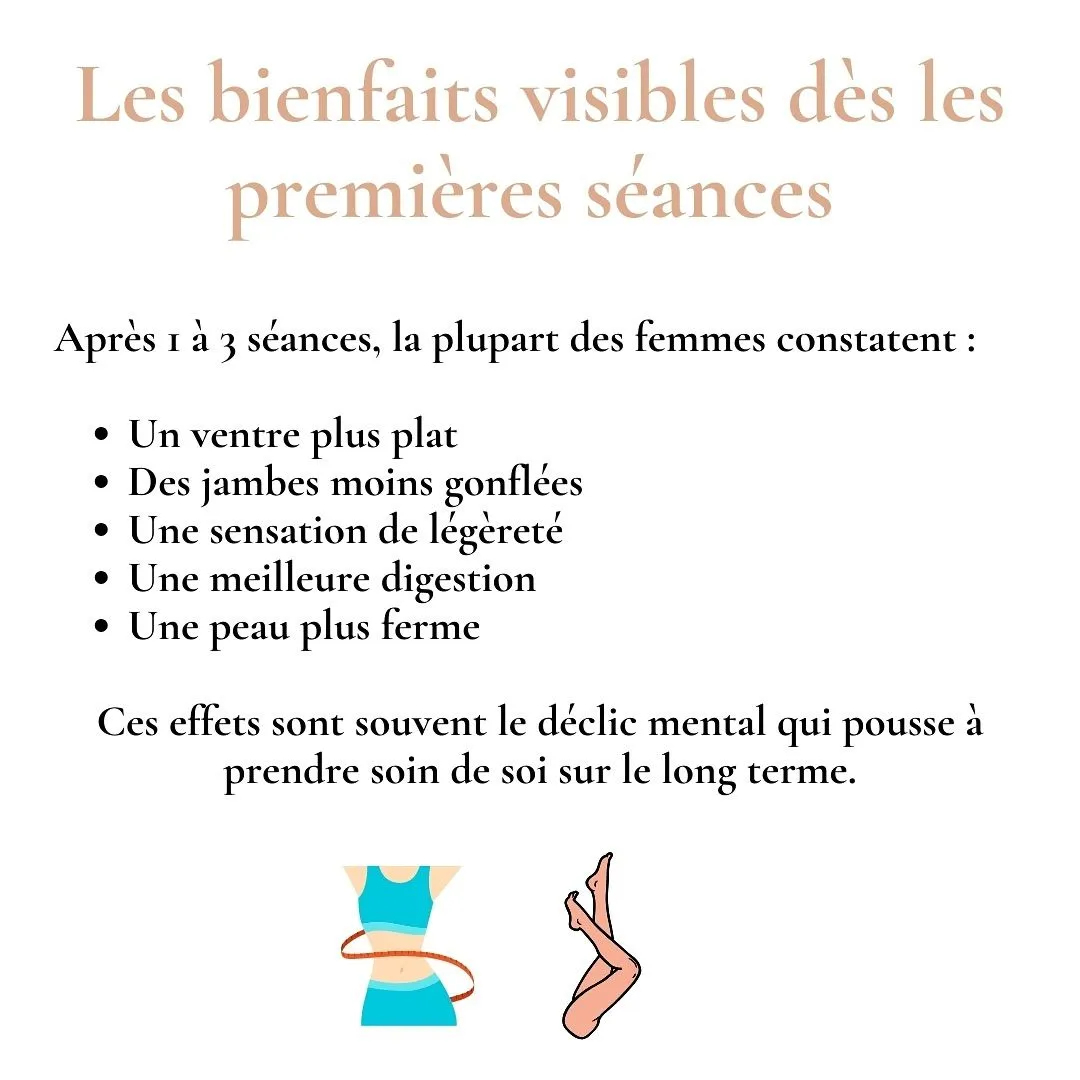 Les bienfaits visibles dès les
premières séances
Après 1 à 3 séances, la plupart des femmes constatent :
• Un ventre plus plat
• Des jambes moins gonflées
• Une sensation de légèreté
• Une meilleure digestion
• Une peau plus ferme
Ces effets sont souvent le déclic mental qui pousse à
prendre soin de soi sur le long terme.